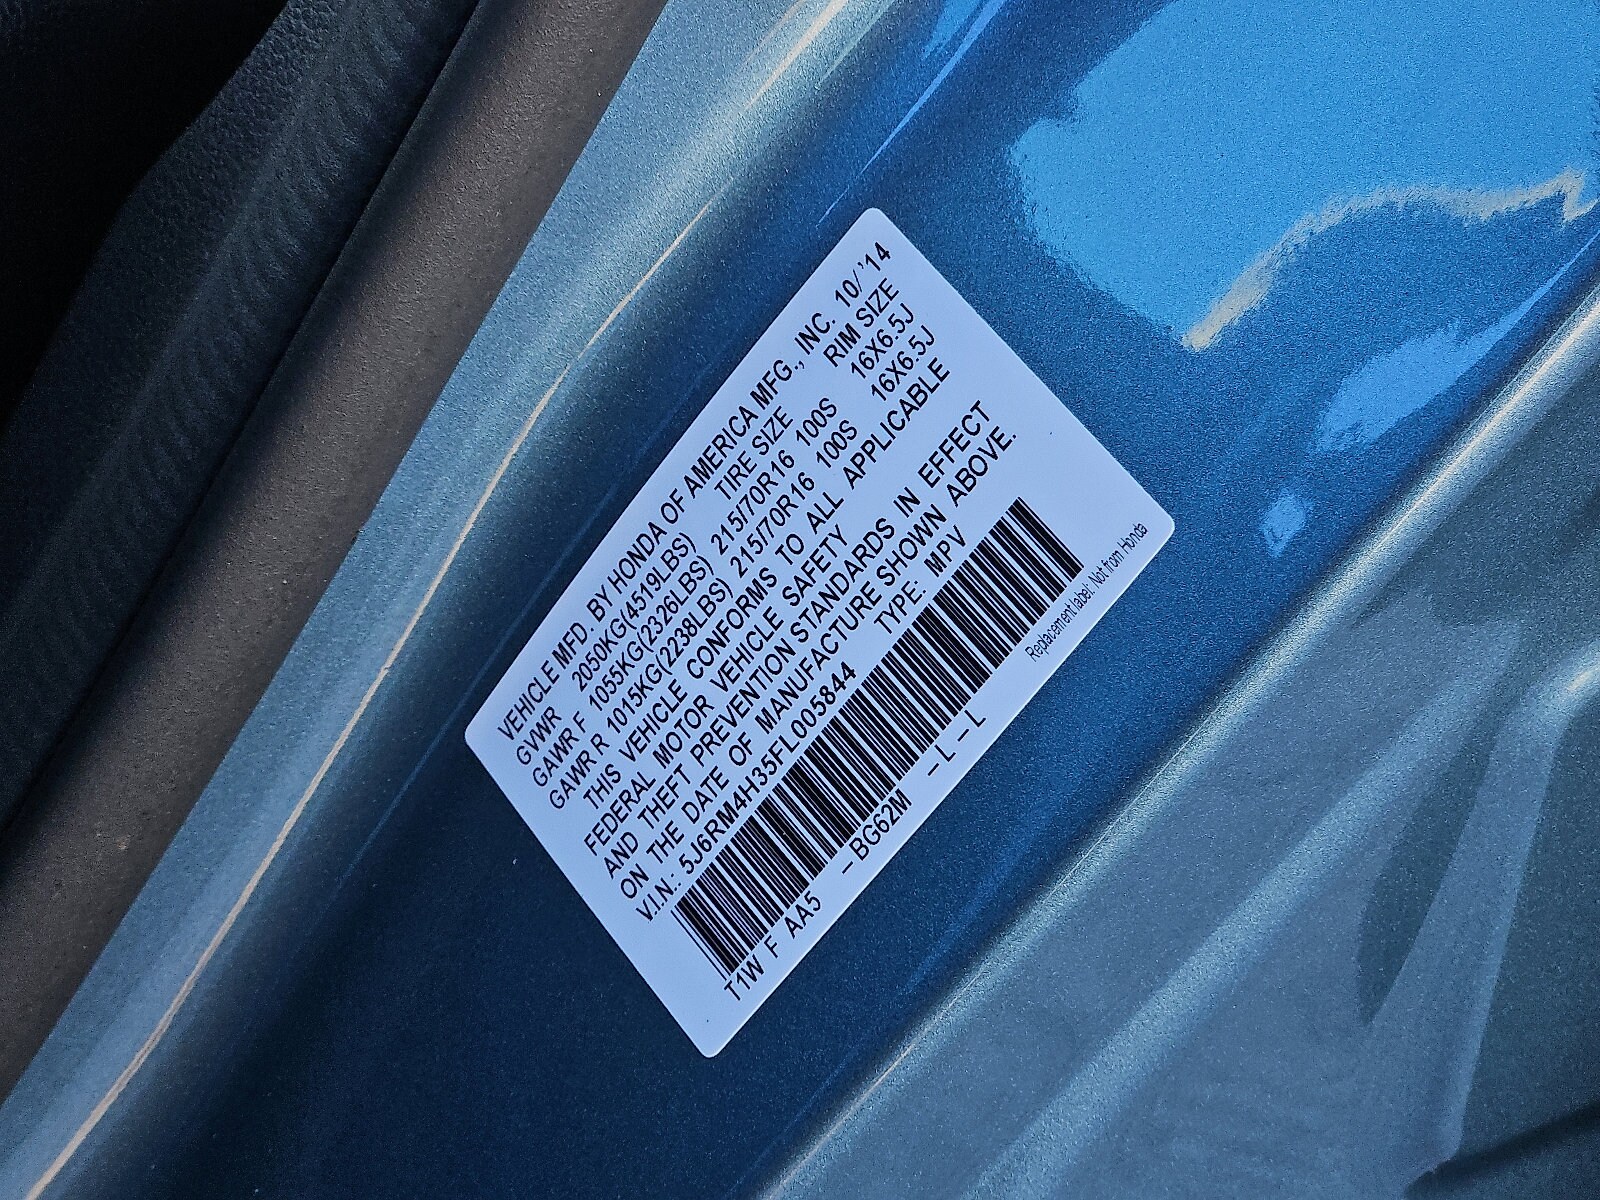 VEHICLE MFD. BY HONDA OF AMERICA MFG., INC. 10/'14
GVWR 2050KG(4519LBS) TIRE SIZE RIM SIZE
GAWR F 1055KG(2326LBS) 215/70R16 100S 16X6.5J
GAWR R 1015KG(2238LBS) 215/70R16 100S 16X6.5J
THIS VEHICLE CONFORMS TO ALL APPLICABLE
FEDERAL MOTOR VEHICLE SAFETY
AND THEFT PREVENTION STANDARDS IN EFFECT
ON THE DATE OF MANUFACTURE SHOWN ABOVE.
V.I.N.: 5J6RM4H35FL005844 TYPE: MPV
T1W F AA5 -BG62M -L-L
Replacement label: Not from Honda